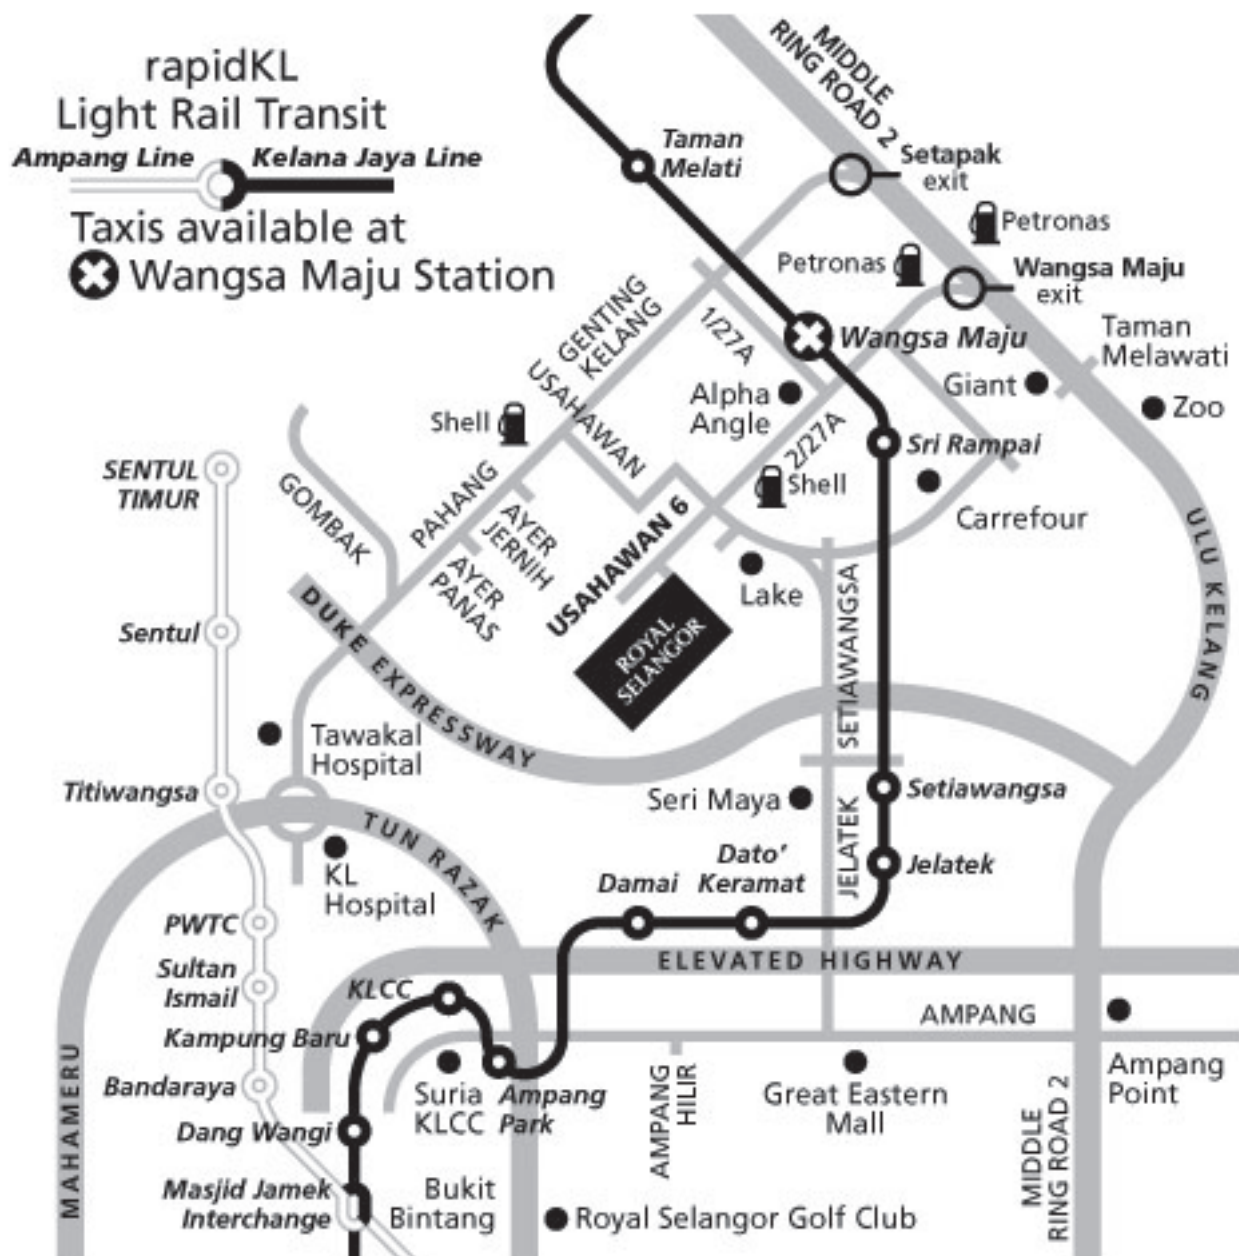 rapidKL
Light Rail Transit
Ampang Line
Kelana Jaya Line
Taxis available at
Wangsa Maju Station
MIDDLE
RING ROAD 2
Taman
Melati
Setapak
exit
Petronas
Petronas
Wangsa Maju
exit
GENTING
KELANG
1/27A
Wangsa Maju
Taman
Melawati
USAHAWAN
Alpha
Angle
Giant
Zoo
Shell
2/27A
Sri Rampai
SENTUL
TIMUR
GOMBAK
PAHANG
Shell
Carrefour
AYER
JERNIH
AYER
PANAS
USAHAWAN 6
Lake
ULU KELANG
Sentul
DUKE EXPRESSWAY
ROYAL
SELANGOR
SETIAWANGSA
Tawakal
Hospital
Titiwangsa
Seri Maya
Setiawangsa
TUN RAZAK
KL
Hospital
Damai
Dato'
Keramat
JELATEK
Jelatek
PWTC
ELEVATED HIGHWAY
Sultan
Ismail
KLCC
AMPANG
Kampung Baru
Bandaraya
Suria
KLCC
Ampang
Park
AMPANG
HILIR
Great Eastern
Mall
Ampang
Point
MAHAMERU
Dang Wangi
MIDDLE
RING ROAD 2
Masjid Jamek
Interchange
Bukit
Bintang
Royal Selangor Golf Club